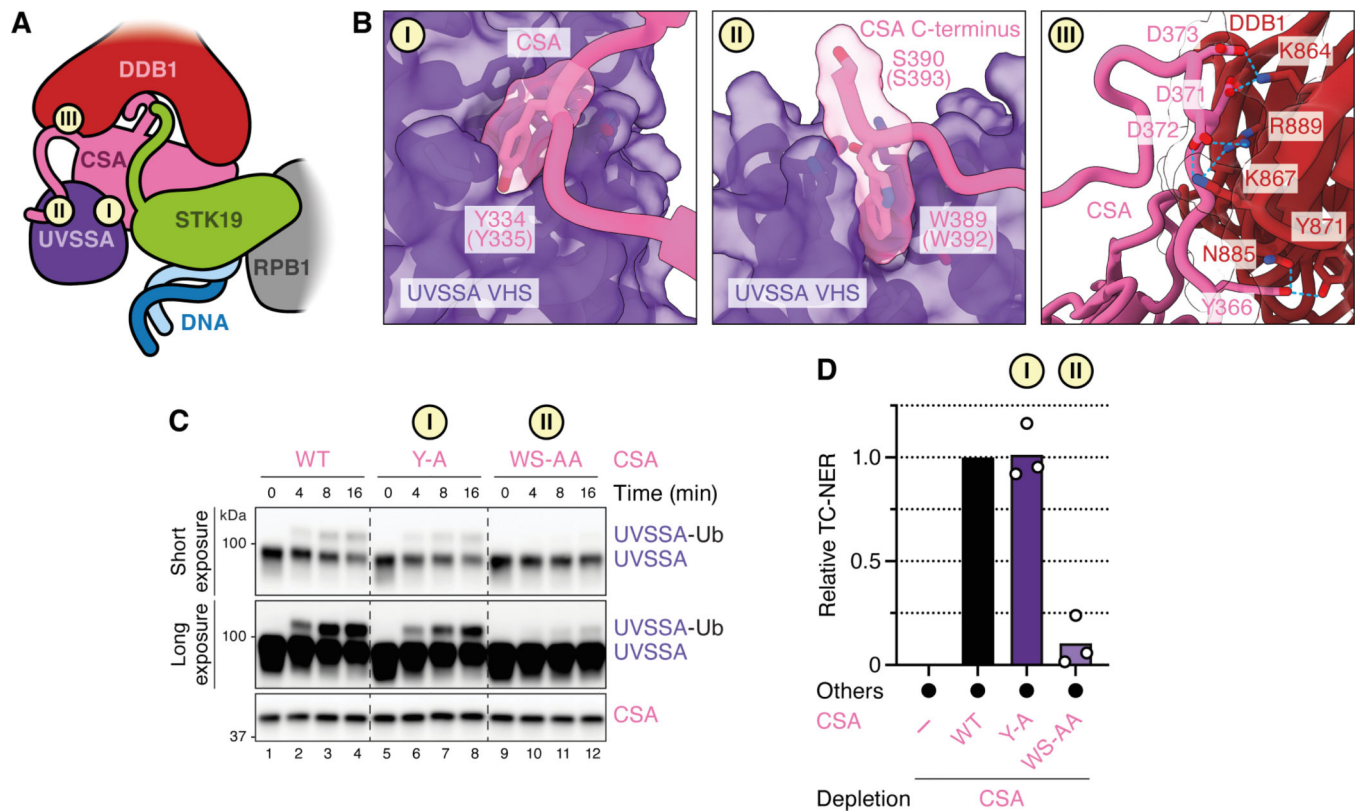 A
DDB1
III
CSA
II
I
UVSSA
STK19
RPB1
DNA
B
I
CSA
Y334
(Y335)
UVSSA VHS
II
CSA C-terminus
S390
(S393)
W389
(W392)
UVSSA VHS
III
D373
DDB1
K864
D371
D372
R889
K867
CSA
Y871
N885
Y366
C
I
II
WT
Y-A
WS-AA
CSA
0 4 8 16 0 4 8 16 0 4 8 16 Time (min)
kDa
Short
exposure
100
UVSSA-Ub
UVSSA
Long
exposure
100
UVSSA-Ub
UVSSA
CSA
37
1 2 3 4 5 6 7 8 9 10 11 12
D
I
II
Relative TC-NER
1.0
0.5
0
Others
CSA
–
WT
Y-A
WS-AA
Depletion
CSA